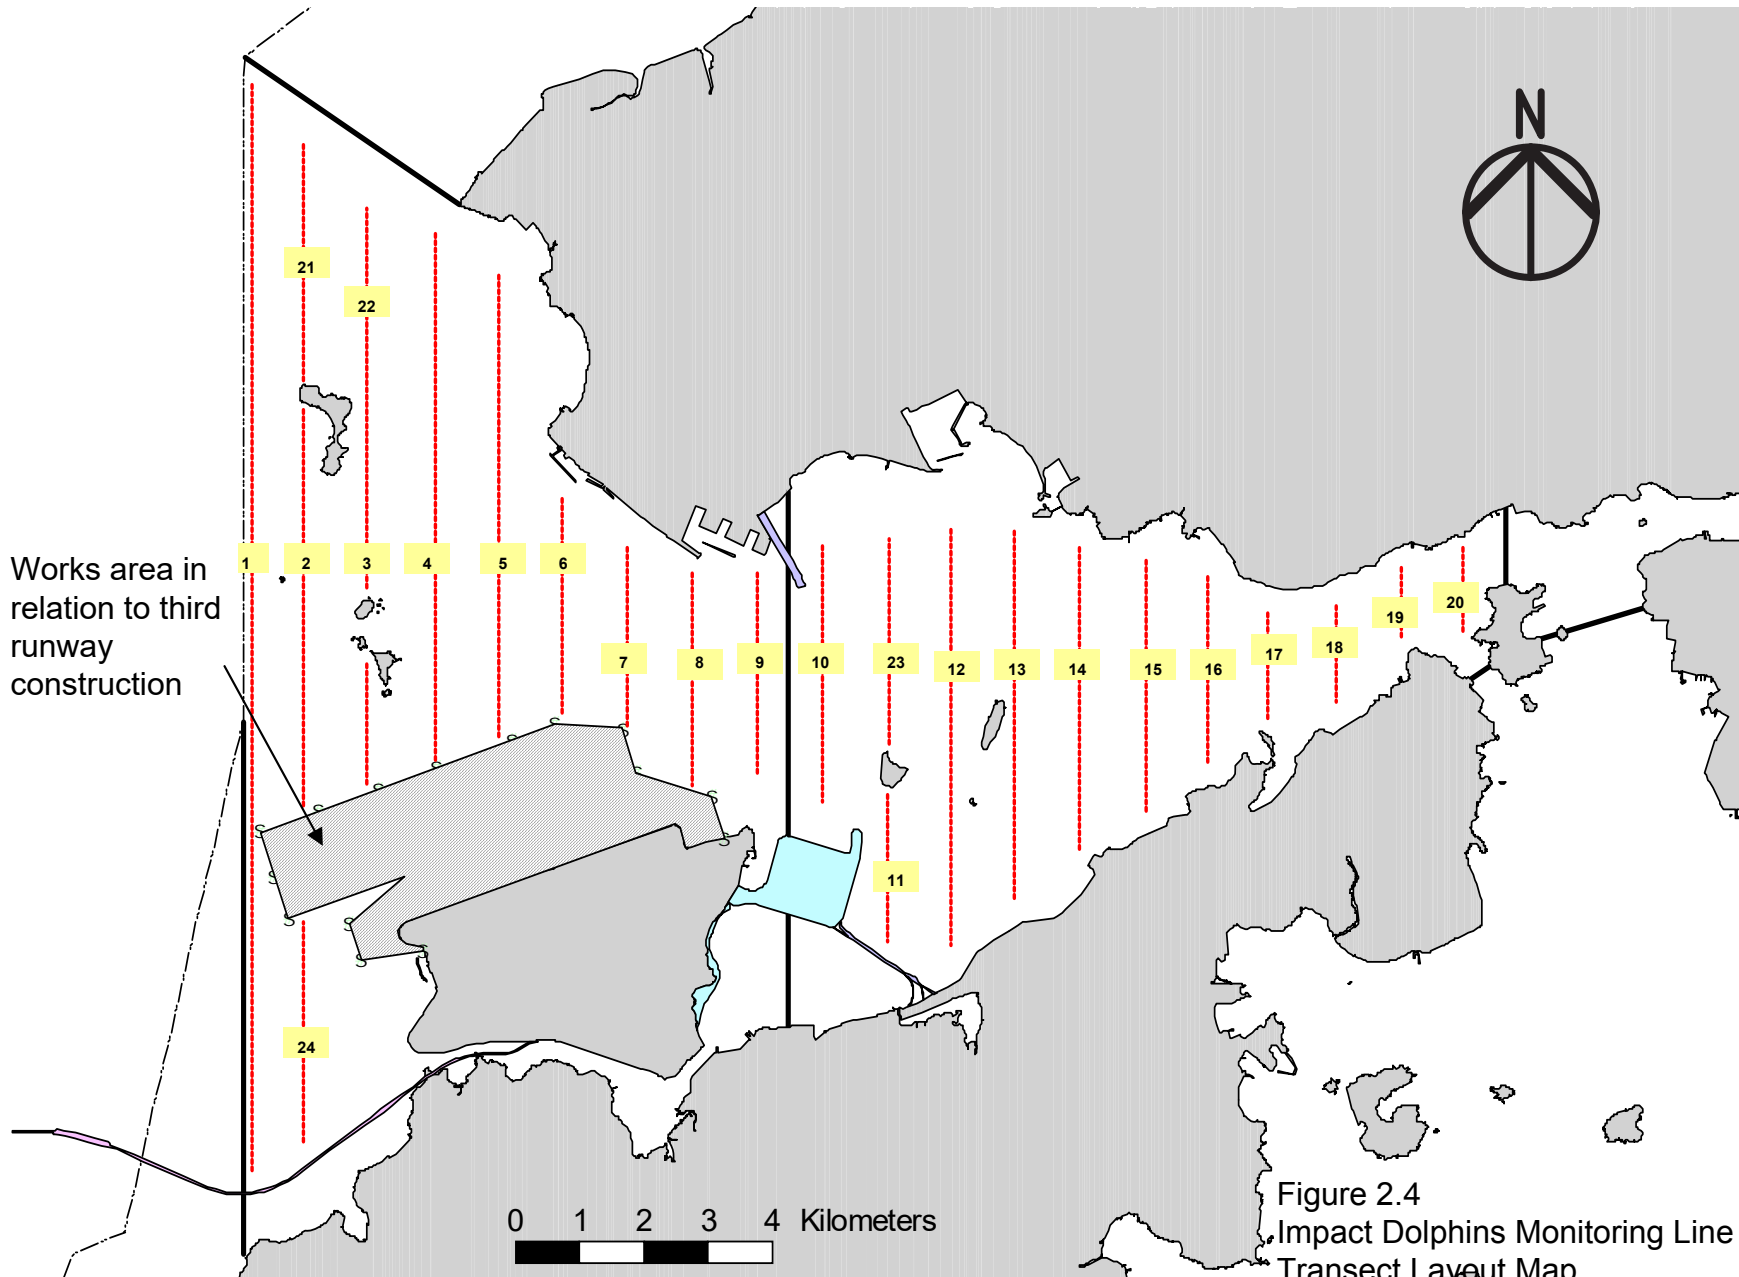 N
21
22
Works area in
relation to third
runway
construction
1 2 3 4 5 6
7 8 9 10 23 12 13 14 15 16 17 18 19 20
11
24
S S S S S S S S S S S S S S S
0 1 2 3 4 Kilometers
Figure 2.4
Impact Dolphins Monitoring Line
Transect Layout Map